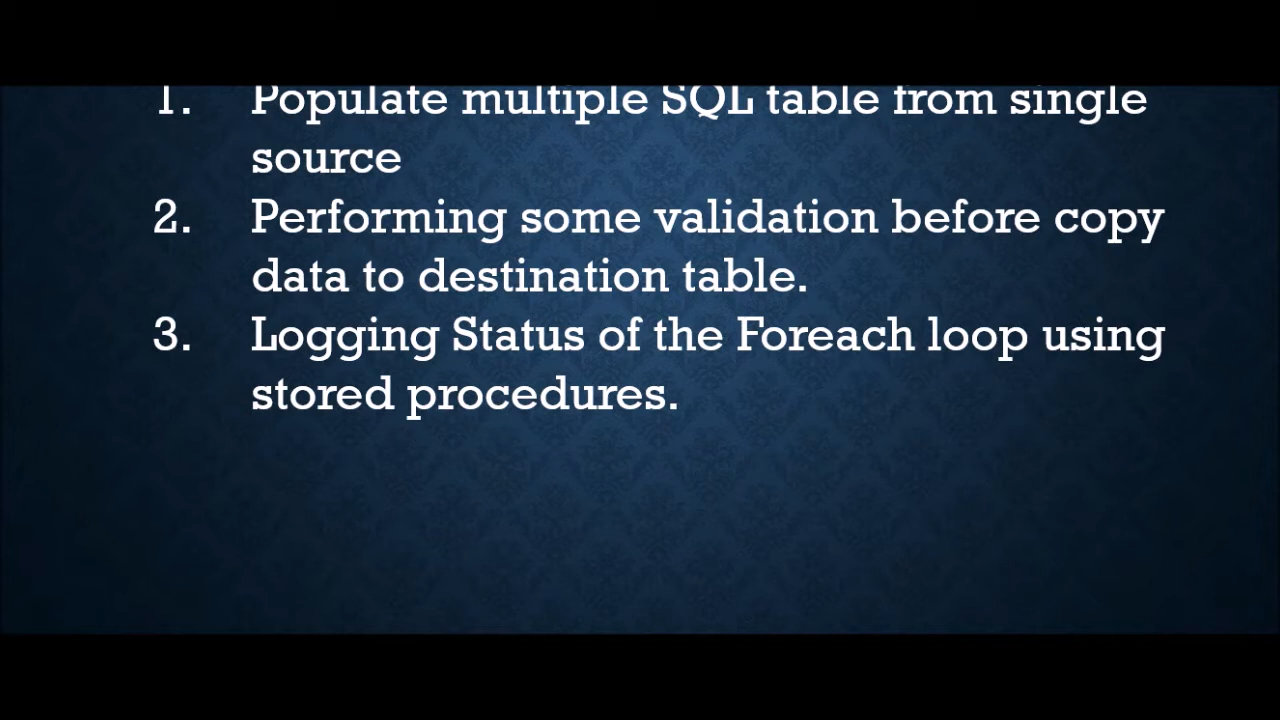 1. Populate multiple SQL table from single
source
2. Performing some validation before copy
data to destination table.
3. Logging Status of the Foreach loop using
stored procedures.